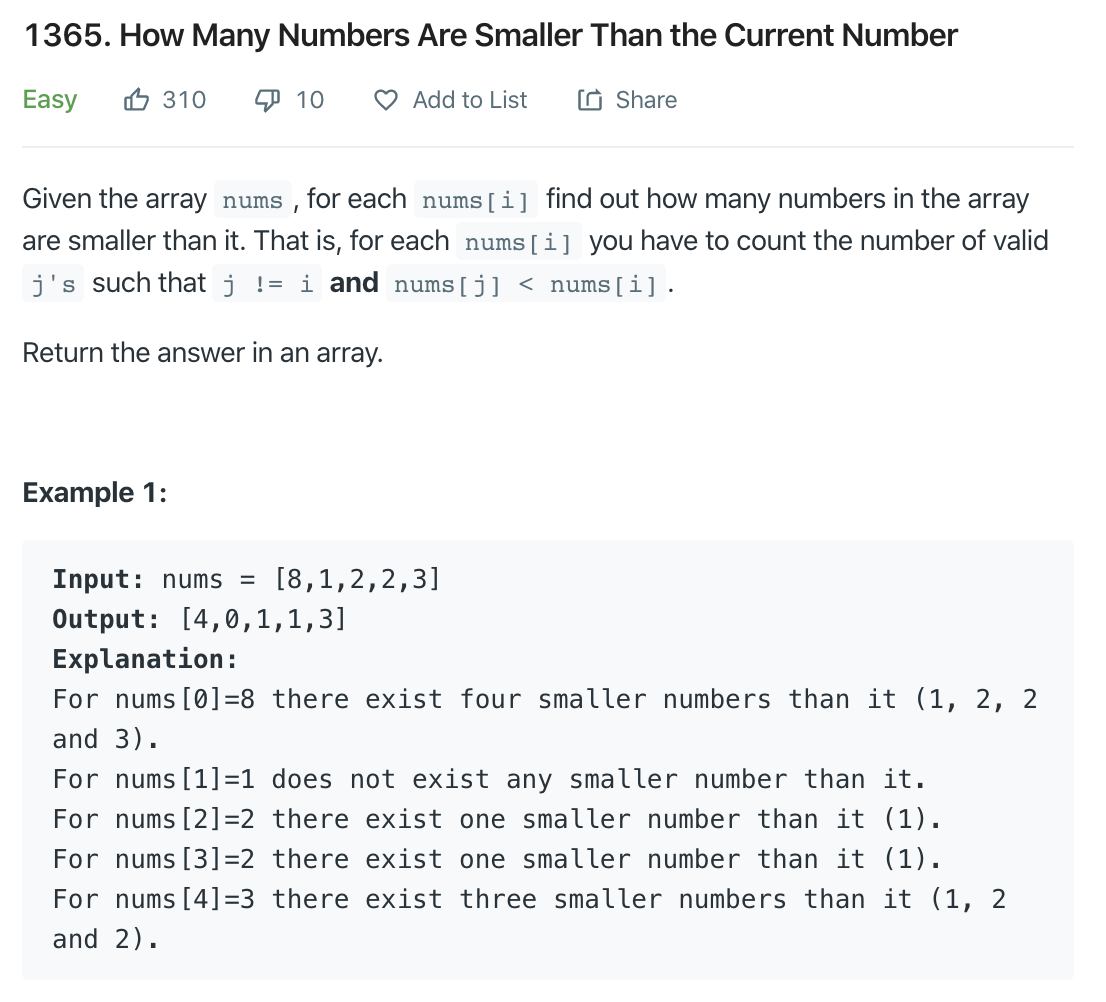 1365. How Many Numbers Are Smaller Than the Current Number
Easy 310 10 Add to List Share
Given the array nums , for each nums[i] find out how many numbers in the array
are smaller than it. That is, for each nums[i] you have to count the number of valid
j's such that j != i and nums[j] < nums[i] .
Return the answer in an array.
Example 1:
Input: nums = [8,1,2,2,3]
Output: [4,0,1,1,3]
Explanation:
For nums[0]=8 there exist four smaller numbers than it (1, 2, 2
and 3).
For nums[1]=1 does not exist any smaller number than it.
For nums[2]=2 there exist one smaller number than it (1).
For nums[3]=2 there exist one smaller number than it (1).
For nums[4]=3 there exist three smaller numbers than it (1, 2
and 2).